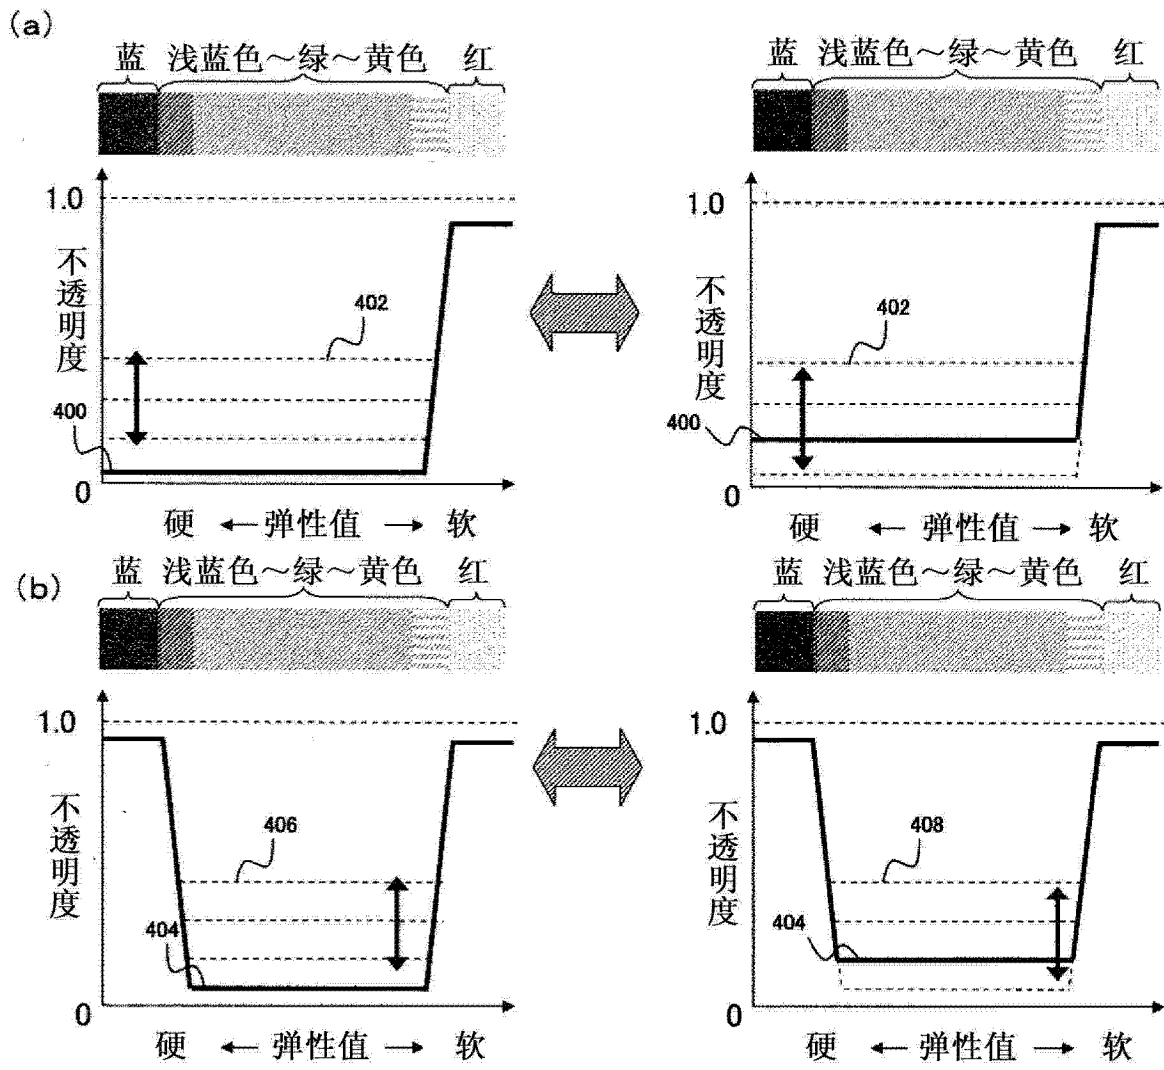 (a)
蓝 浅蓝色～绿～黄色 红
1.0
不透明度
402
400
0
硬 ← 弹性值 → 软
蓝 浅蓝色～绿～黄色 红
1.0
不透明度
402
400
0
硬 ← 弹性值 → 软
(b)
蓝 浅蓝色～绿～黄色 红
1.0
不透明度
406
404
0
硬 ← 弹性值 → 软
蓝 浅蓝色～绿～黄色 红
1.0
不透明度
408
404
0
硬 ← 弹性值 → 软